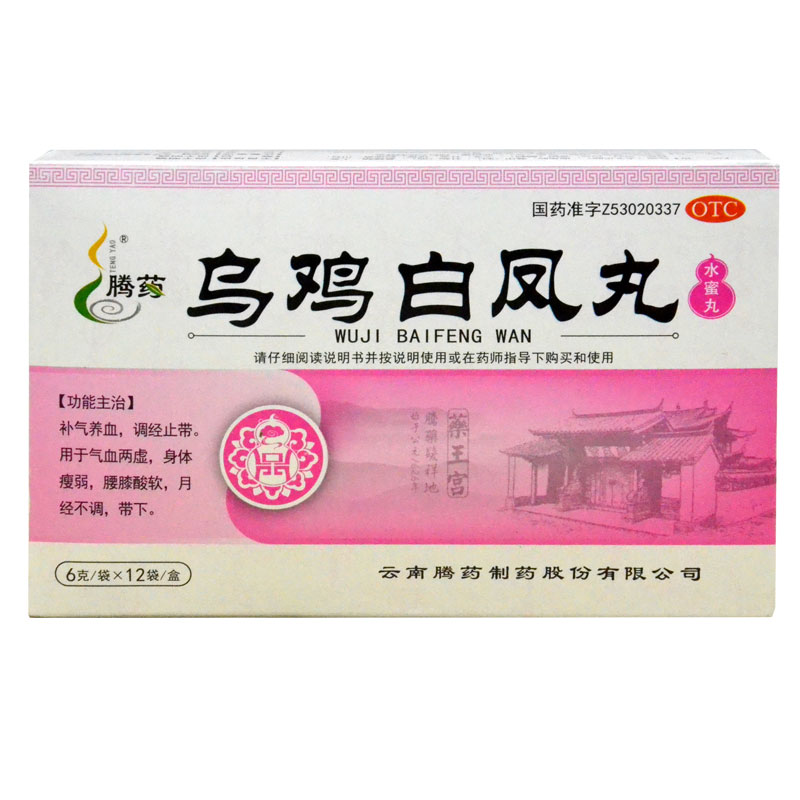 国药准字Z53020337 OTC
TENG YAO
®
腾药
乌鸡白凤丸
水蜜丸
WUJI BAIFENG WAN
请仔细阅读说明书并按说明使用或在药师指导下购买和使用
【功能主治】
补气养血，调经止带。
用于气血两虚，身体
瘦弱，腰膝酸软，月
经不调，带下。
药王宫
6克/袋×12袋/盒
云南腾药制药股份有限公司